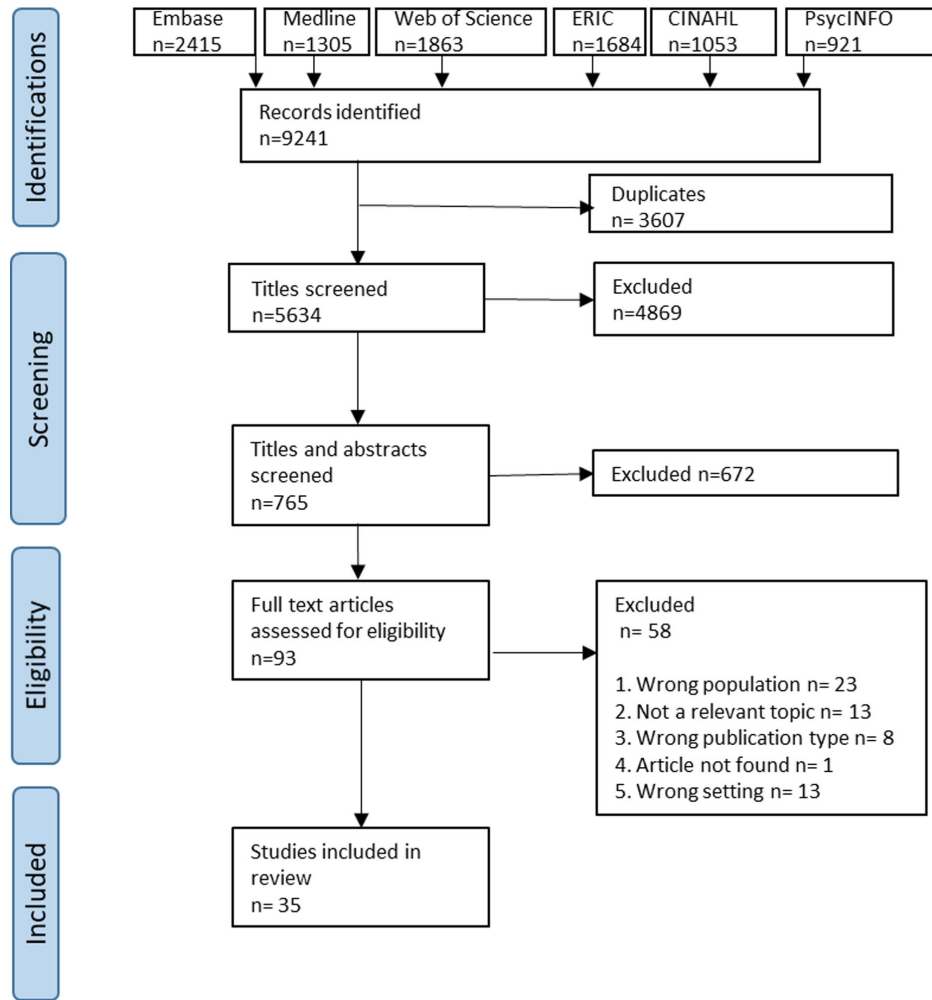 Identifications
Embase
n=2415
Medline
n=1305
Web of Science
n=1863
ERIC
n=1684
CINAHL
n=1053
PsycINFO
n=921
Records identified
n=9241
Duplicates
n= 3607
Screening
Titles screened
n=5634
Excluded
n=4869
Titles and abstracts
screened
n=765
Excluded n=672
Eligibility
Full text articles
assessed for eligibility
n=93
Excluded
n= 58
1. Wrong population n= 23
2. Not a relevant topic n= 13
3. Wrong publication type n= 8
4. Article not found n= 1
5. Wrong setting n= 13
Included
Studies included in
review
n= 35